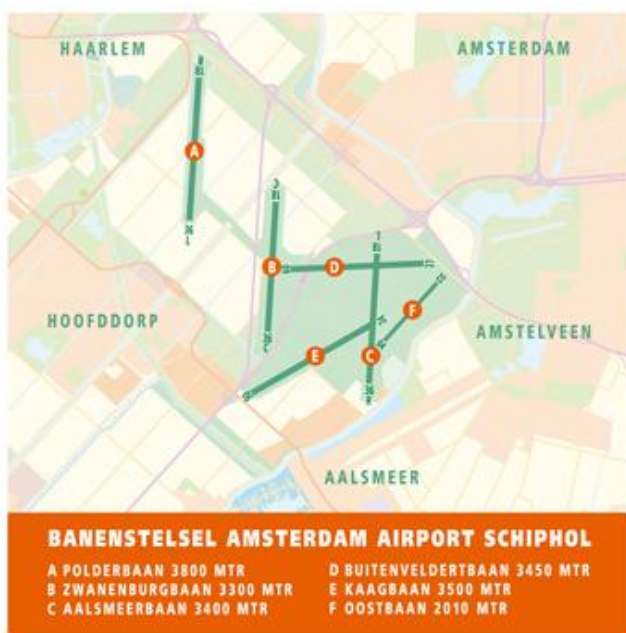 HAARLEM
AMSTERDAM
A
B
D
HOOFDDORP
F
AMSTELVEEN
E
C
AALSMEER
BANENSTELSEL AMSTERDAM AIRPORT SCHIPHOL
A POLDERBAAN 3800 MTR
B ZWANENBURGBAAN 3300 MTR
C AALSMEERBAAN 3400 MTR
D BUITENVELDERTBAAN 3450 MTR
E KAAGBAAN 3500 MTR
F OOSTBAAN 2010 MTR